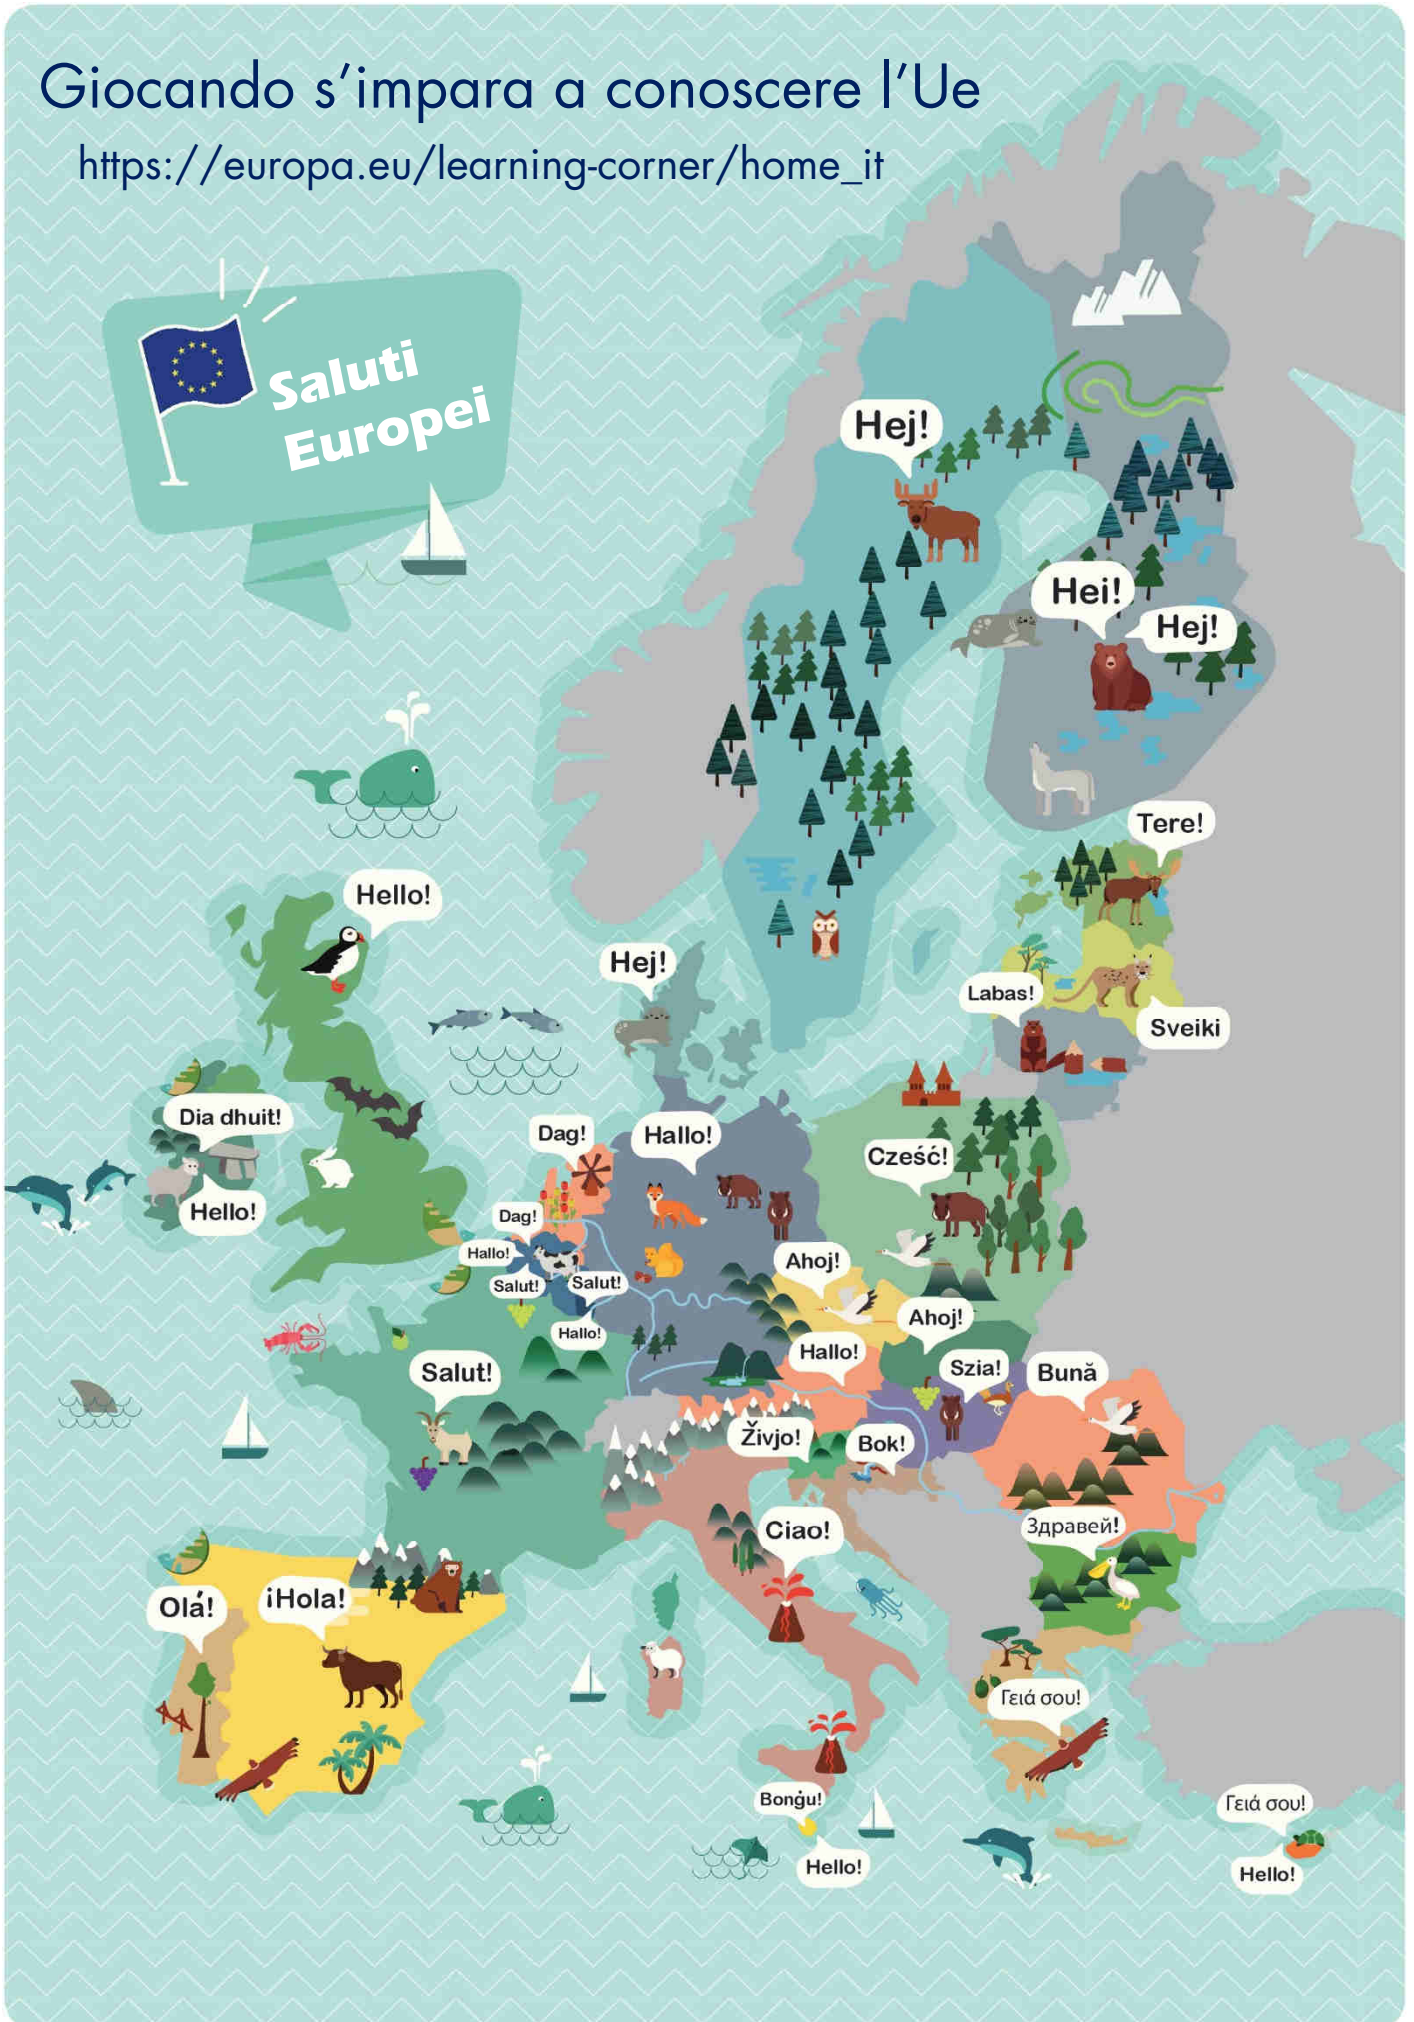 Giocando s’impara a conoscere l’Ue
https://europa.eu/learning-corner/home_it
Saluti
Europei
Hej!
Hei!
Hej!
Tere!
Hello!
Hej!
Labas!
Sveiki
Dia dhuit!
Hello!
Dag!
Hallo!
Cześć!
Dag!
Hallo!
Salut!
Salut!
Hallo!
Ahoj!
Ahoj!
Hallo!
Szia!
Bună
Salut!
Živjo!
Bok!
Ciao!
Здравей!
Olá!
¡Hola!
Γειά σου!
Bonġu!
Hello!
Γειά σου!
Hello!